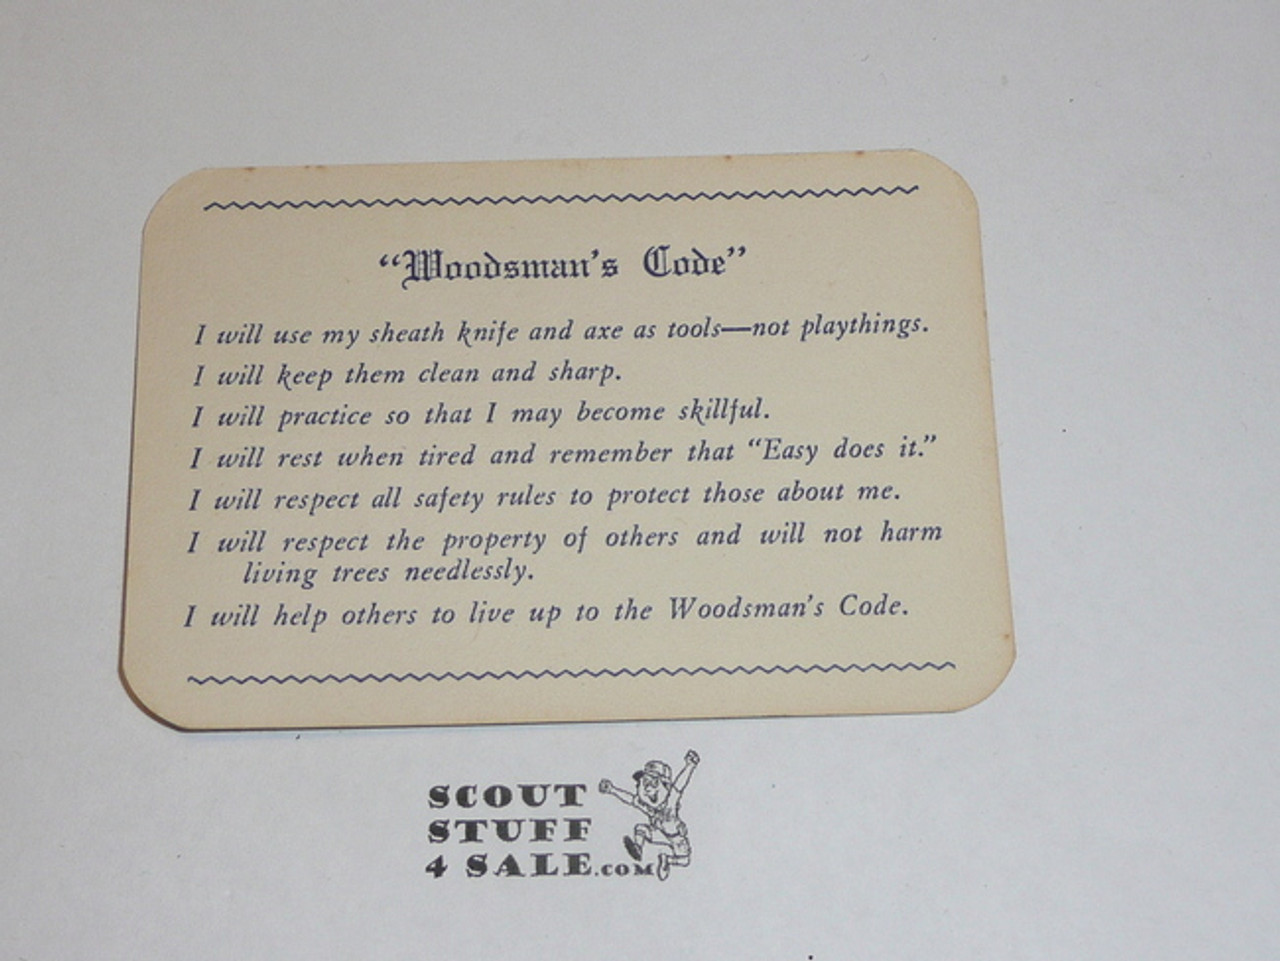 “Woodsman’s Code”
I will use my sheath knife and axe as tools—not playthings.
I will keep them clean and sharp.
I will practice so that I may become skillful.
I will rest when tired and remember that “Easy does it.”
I will respect all safety rules to protect those about me.
I will respect the property of others and will not harm
living trees needlessly.
I will help others to live up to the Woodsman’s Code.
SCOUT
STUFF
4 SALE.COM